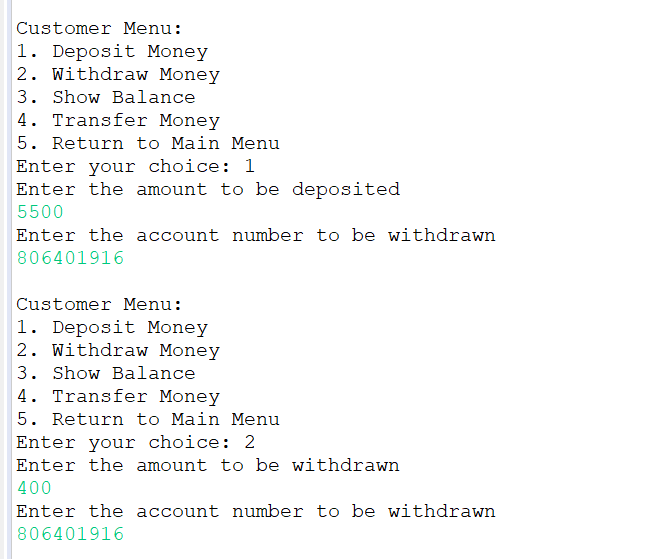 Customer Menu:
1. Deposit Money
2. Withdraw Money
3. Show Balance
4. Transfer Money
5. Return to Main Menu
Enter your choice: 1
Enter the amount to be deposited
5500
Enter the account number to be withdrawn
806401916
Customer Menu:
1. Deposit Money
2. Withdraw Money
3. Show Balance
4. Transfer Money
5. Return to Main Menu
Enter your choice: 2
Enter the amount to be withdrawn
400
Enter the account number to be withdrawn
806401916